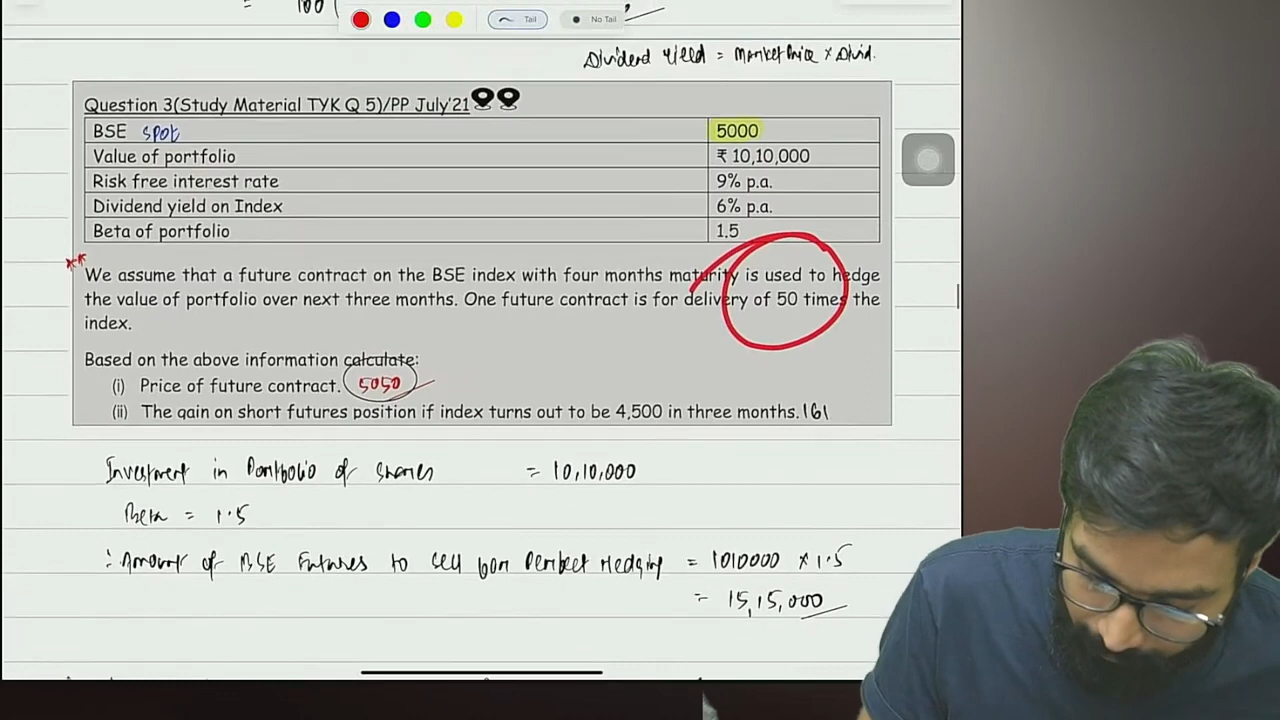 = 100 (
Tail
No Tail
Dividend Yield = Market Price × Divid.
Question 3(Study Material TYK Q 5)/PP July'21
BSE spot 5000
Value of portfolio ₹ 10,10,000
Risk free interest rate 9% p.a.
Dividend yield on Index 6% p.a.
Beta of portfolio 1.5
** We assume that a future contract on the BSE index with four months maturity is used to hedge
the value of portfolio over next three months. One future contract is for delivery of 50 times the
index.
Based on the above information calculate:
(i) Price of future contract. 5050
(ii) The gain on short futures position if index turns out to be 4,500 in three months. 161
Investment in Portfolio of Shares = 10,10,000
Beta = 1.5
∴ Amount of BSE Futures to Sell for Perfect Hedging = 1010000 × 1.5
= 15,15,000